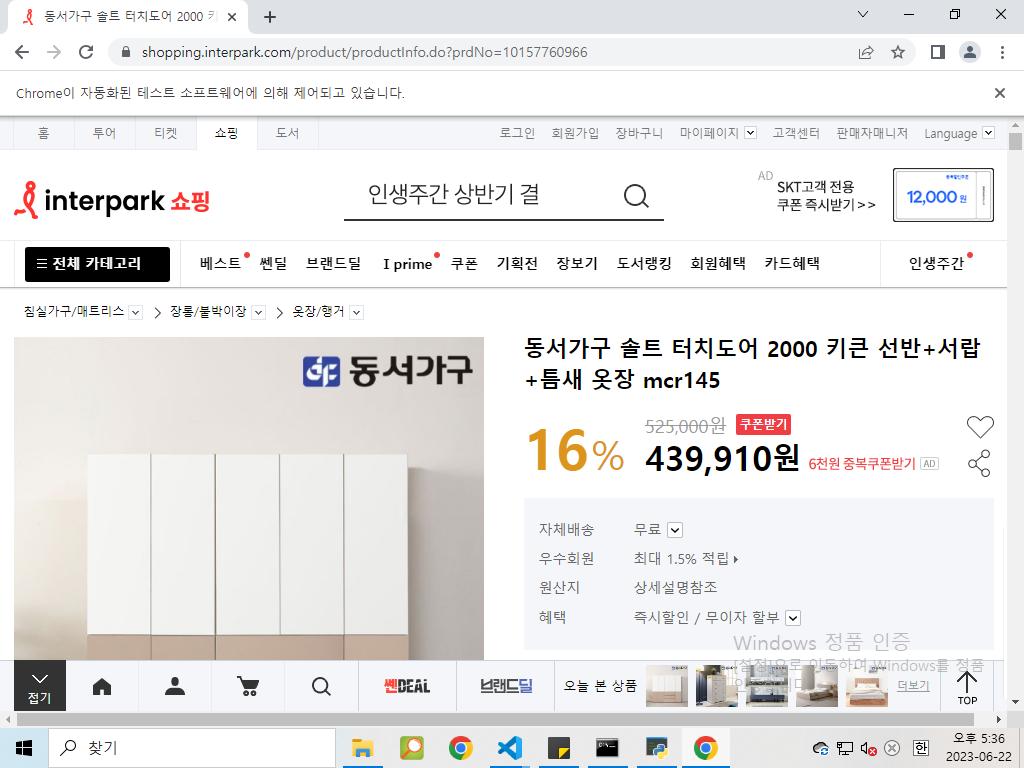 동서가구 솔트 터치도어 2000 키
shopping.interpark.com/product/productInfo.do?prdNo=10157760966
Chrome이 자동화된 테스트 소프트웨어에 의해 제어되고 있습니다.
홈 투어 티켓 쇼핑 도서 로그인 회원가입 장바구니 마이페이지 고객센터 판매자매니저 Language
interpark 쇼핑
인생주간 상반기 결
AD
SKT고객 전용
쿠폰 즉시받기>>
12,000원
전체 카테고리 베스트 쎈딜 브랜드딜 I prime 쿠폰 기획전 장보기 도서랭킹 회원혜택 카드혜택 인생주간
침실가구/매트리스 장롱/붙박이장 옷장/행거
동서가구
동서가구 솔트 터치도어 2000 키큰 선반+서랍
+틈새 옷장 mcr145
16%
525,000원 쿠폰받기
439,910원 6천원 중복쿠폰받기 AD
자체배송 무료
우수회원 최대 1.5% 적립
원산지 상세설명참조
혜택 즉시할인 / 무이자 할부
Windows 정품 인증
[설정]으로 이동하여 Windows를 정품
접기
쎈DEAL 브랜드딜 오늘 본 상품 더보기
TOP
찾기
한
오후 5:36
2023-06-22